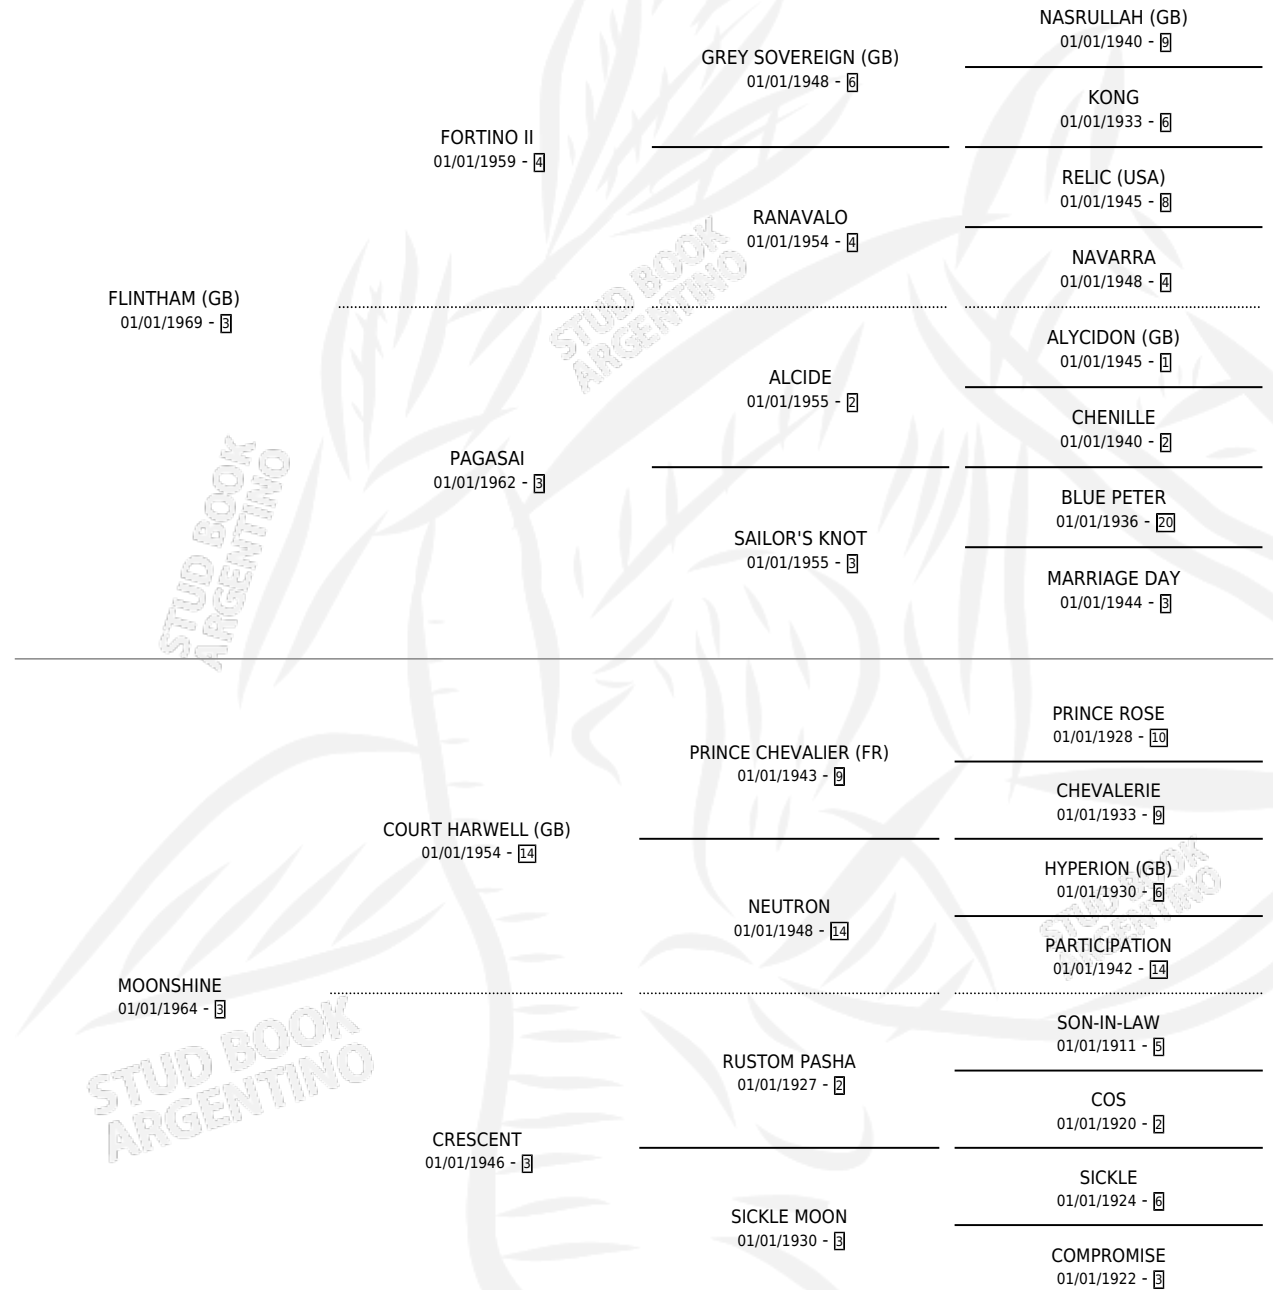 NASRULLAH (GB)
01/01/1940 - 9
GREY SOVEREIGN (GB)
01/01/1948 - 6
KONG
01/01/1933 - 6
FORTINO II
01/01/1959 - 4
RELIC (USA)
01/01/1945 - 8
RANAVALO
01/01/1954 - 4
NAVARRA
01/01/1948 - 4
FLINTHAM (GB)
01/01/1969 - 3
ALYCIDON (GB)
01/01/1945 - 1
ALCIDE
01/01/1955 - 2
CHENILLE
01/01/1940 - 2
PAGASAI
01/01/1962 - 3
BLUE PETER
01/01/1936 - 20
SAILOR'S KNOT
01/01/1955 - 3
MARRIAGE DAY
01/01/1944 - 3
PRINCE ROSE
01/01/1928 - 10
PRINCE CHEVALIER (FR)
01/01/1943 - 9
CHEVALERIE
01/01/1933 - 9
COURT HARWELL (GB)
01/01/1954 - 14
HYPERION (GB)
01/01/1930 - 6
NEUTRON
01/01/1948 - 14
PARTICIPATION
01/01/1942 - 14
MOONSHINE
01/01/1964 - 3
SON-IN-LAW
01/01/1911 - 5
RUSTOM PASHA
01/01/1927 - 2
COS
01/01/1920 - 2
CRESCENT
01/01/1946 - 3
SICKLE
01/01/1924 - 6
SICKLE MOON
01/01/1930 - 3
COMPROMISE
01/01/1922 - 3
STUD BOOK
ARGENTINO
STUD BOOK
ARGENTINO
STUD BOOK
ARGENTINO
STUD BOOK
ARGENTINO